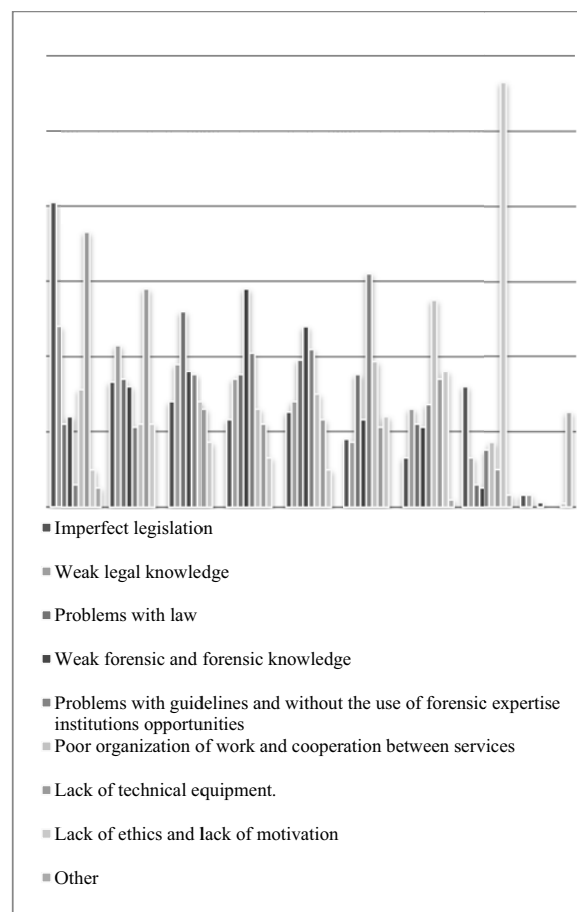 Imperfect legislation
Weak legal knowledge
Problems with law
Weak forensic and forensic knowledge
Problems with guidelines and without the use of forensic expertise
institutions opportunities
Poor organization of work and cooperation between services
Lack of technical equipment.
Lack of ethics and lack of motivation
Other